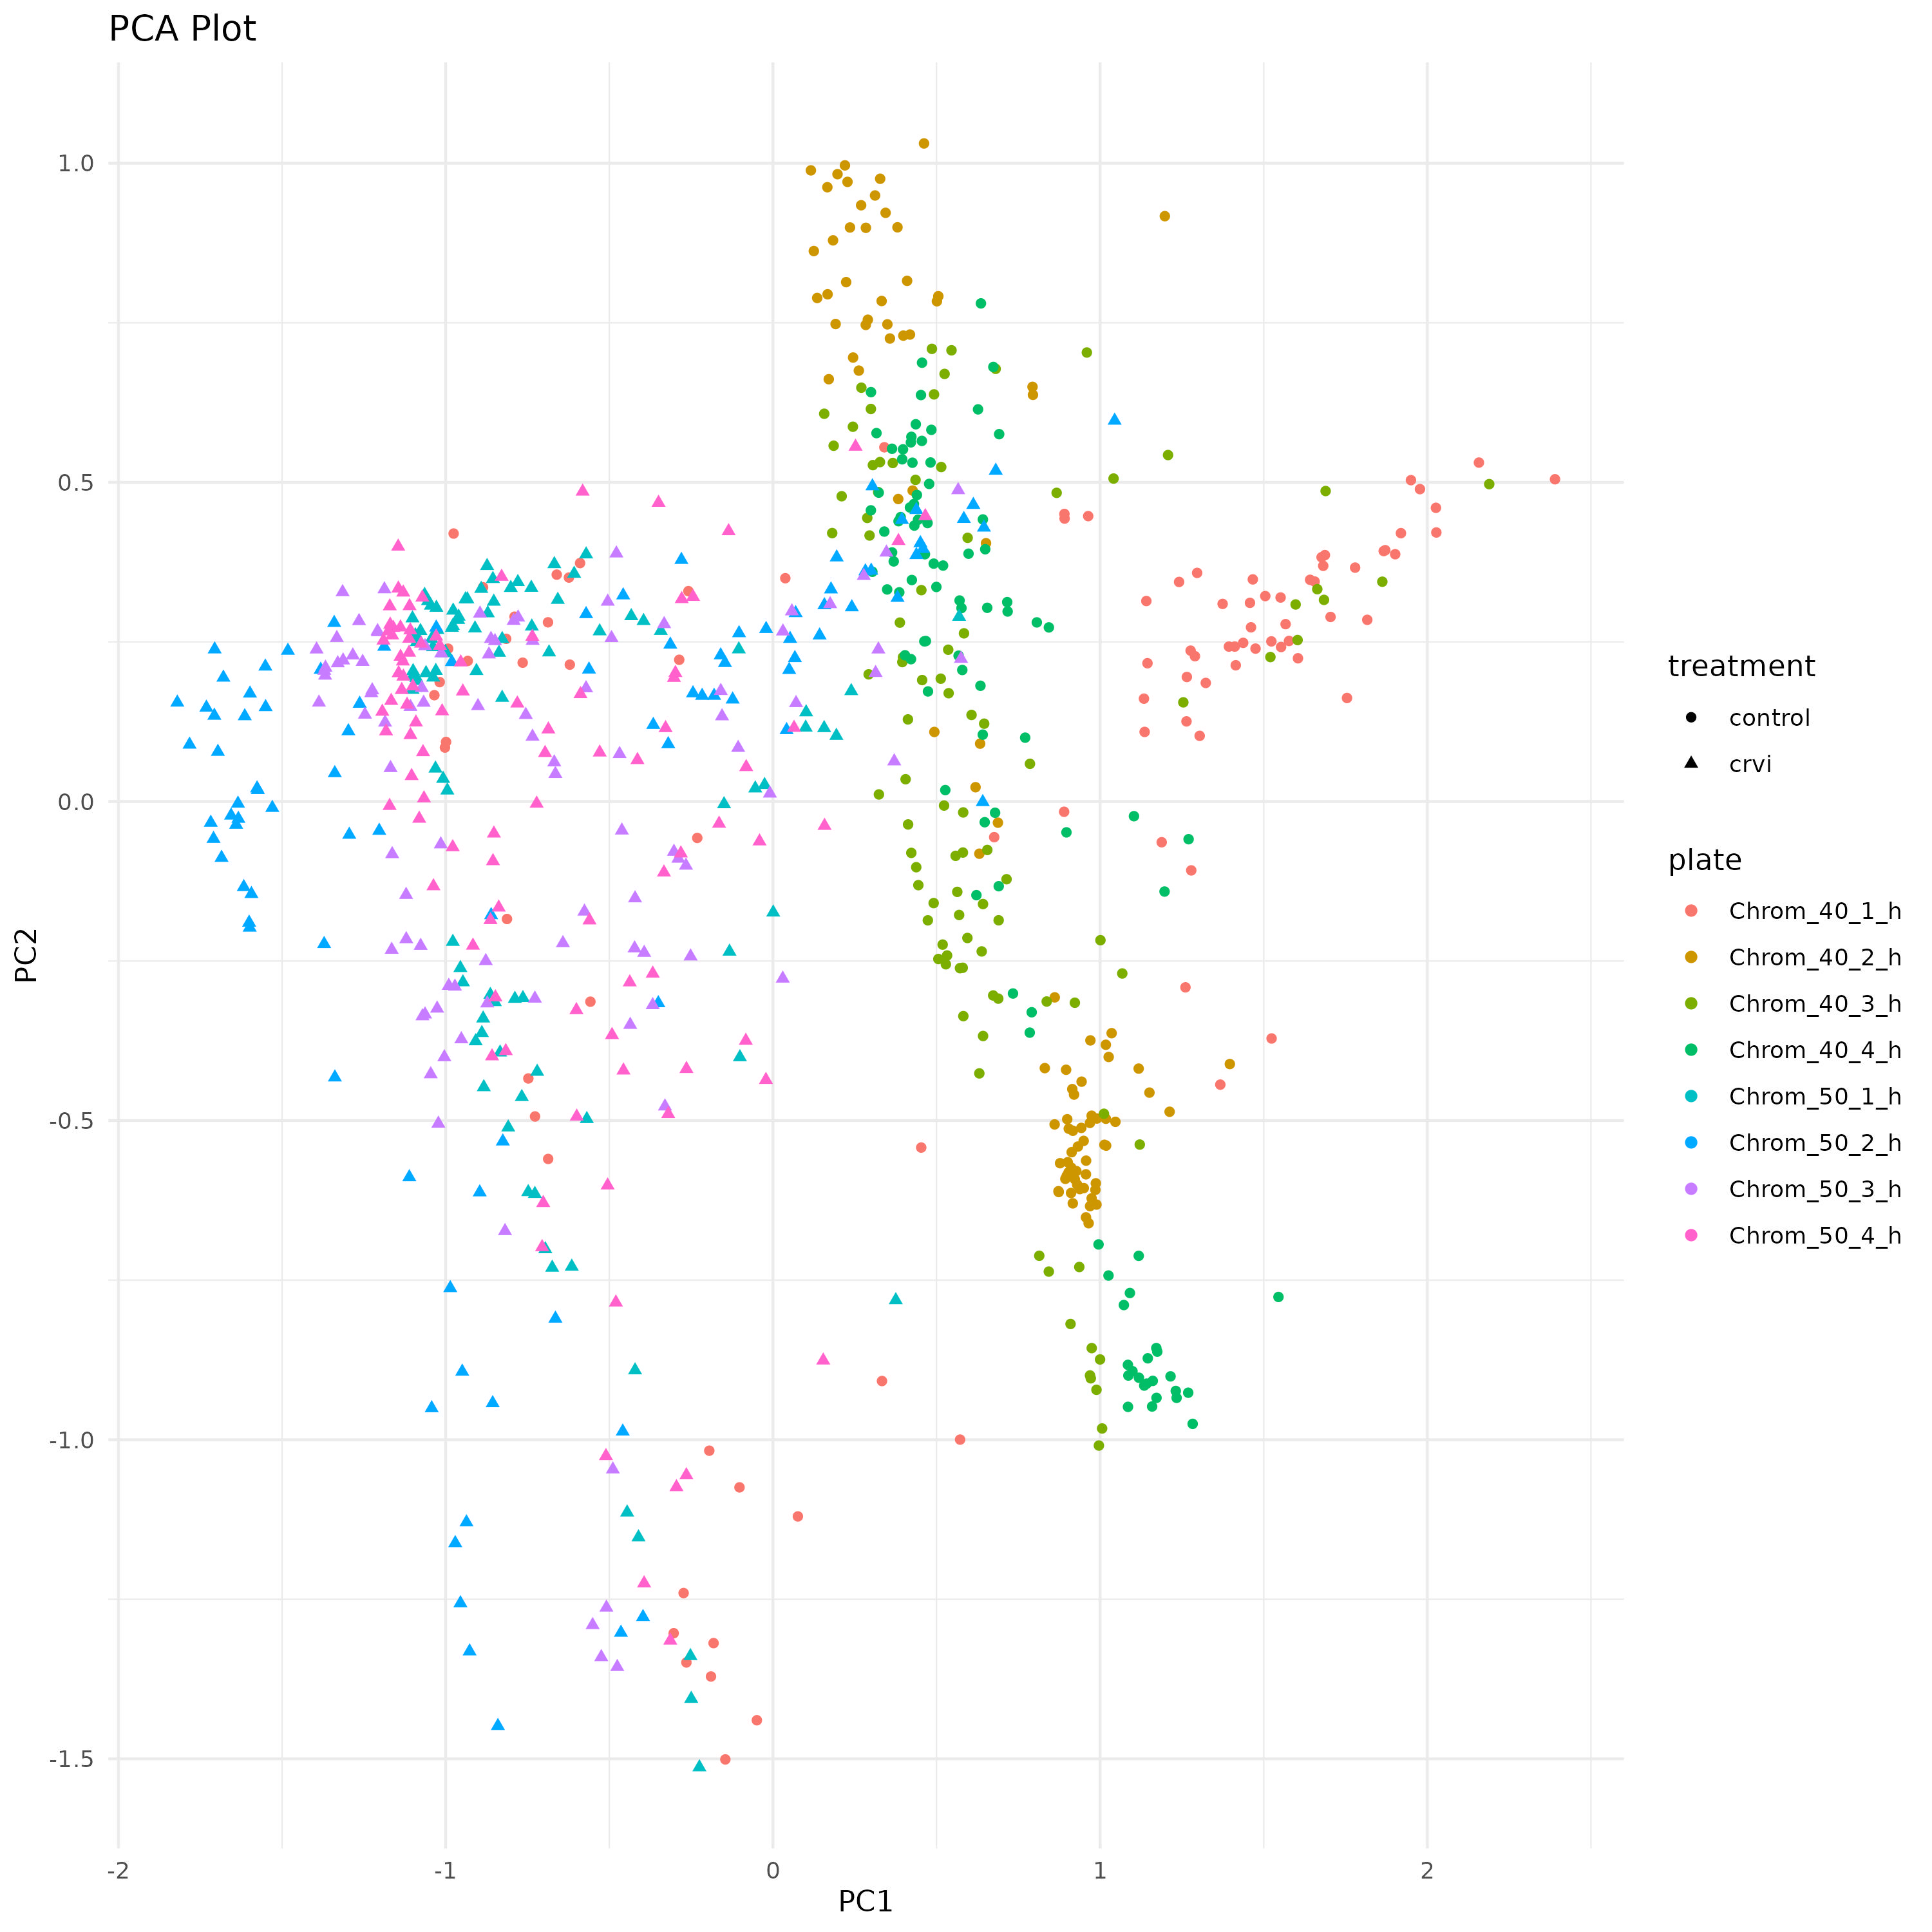 PCA Plot
1.0
0.5
0.0
-0.5
-1.0
-1.5
PC2
-2
-1
0
1
2
PC1
treatment
control
crvi
plate
Chrom_40_1_h
Chrom_40_2_h
Chrom_40_3_h
Chrom_40_4_h
Chrom_50_1_h
Chrom_50_2_h
Chrom_50_3_h
Chrom_50_4_h